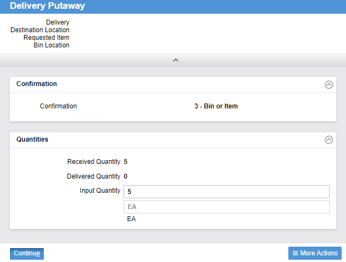 Delivery Putaway
Delivery
Destination Location
Requested Item
Bin Location
Confirmation
Confirmation 3 - Bin or Item
Quantities
Received Quantity 5
Delivered Quantity 0
Input Quantity 5
EA
EA
Continue
More Actions